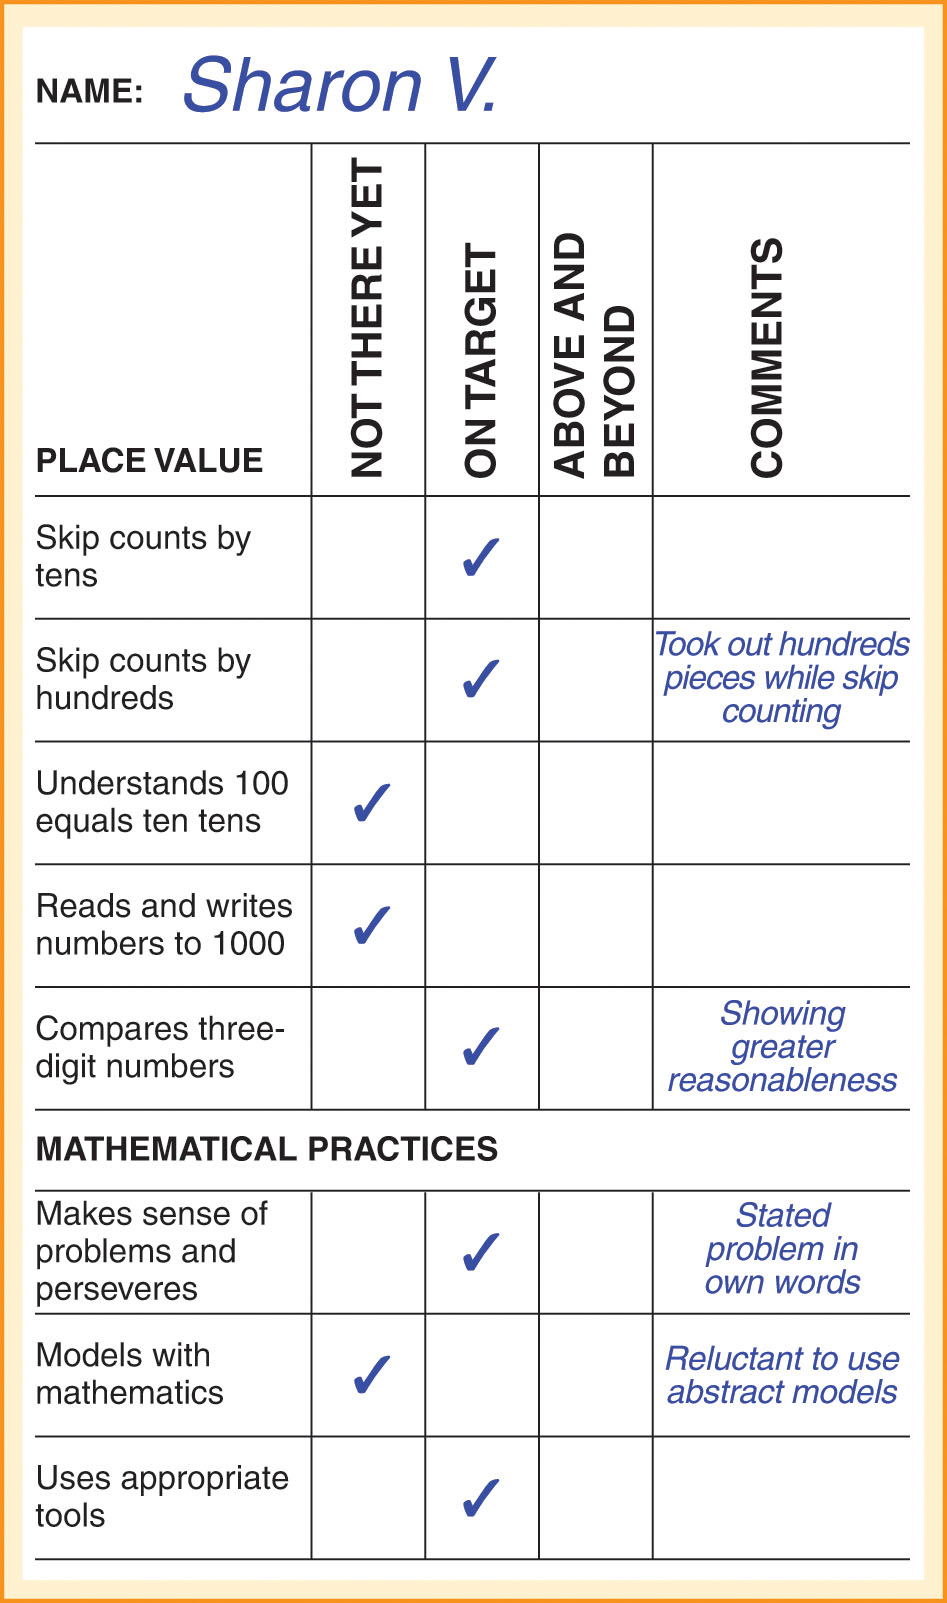 NAME: Sharon V.
PLACE VALUE
NOT THERE YET
ON TARGET
ABOVE AND
BEYOND
COMMENTS
Skip counts by
tens
✓
Skip counts by
hundreds
✓
Took out hundreds
pieces while skip
counting
Understands 100
equals ten tens
✓
Reads and writes
numbers to 1000
✓
Compares three-
digit numbers
✓
Showing
greater
reasonableness
MATHEMATICAL PRACTICES
Makes sense of
problems and
perseveres
✓
Stated
problem in
own words
Models with
mathematics
✓
Reluctant to use
abstract models
Uses appropriate
tools
✓